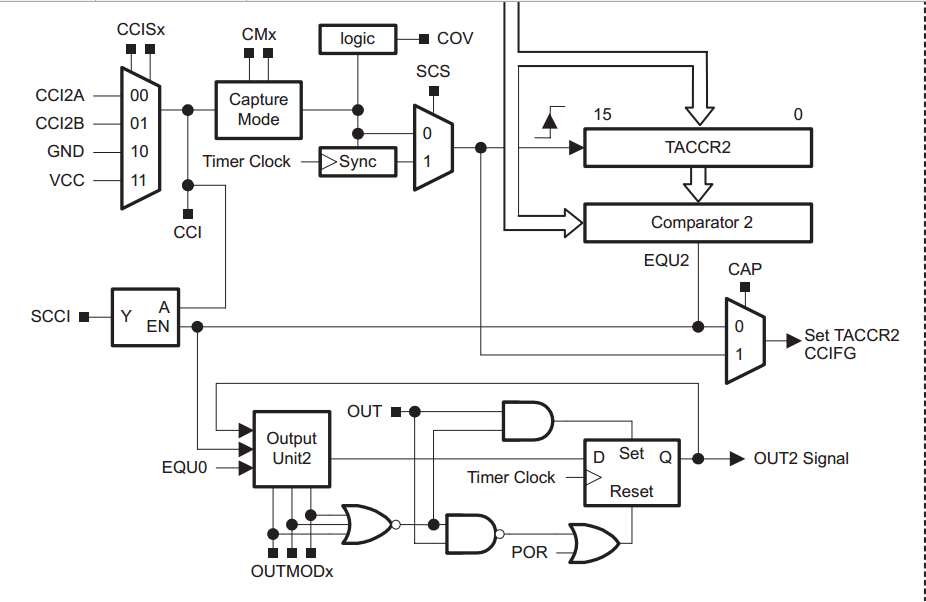 CCISx
CMx
logic
COV
SCS
CCI2A
00
CCI2B
01
GND
10
VCC
11
Capture
Mode
0
1
Timer Clock
Sync
15
0
TACCR2
Comparator 2
CCI
EQU2
CAP
SCCI
Y
A
EN
0
1
Set TACCR2
CCIFG
OUT
Output
Unit2
EQU0
D
Set
Q
OUT2 Signal
Timer Clock
Reset
POR
OUTMODx